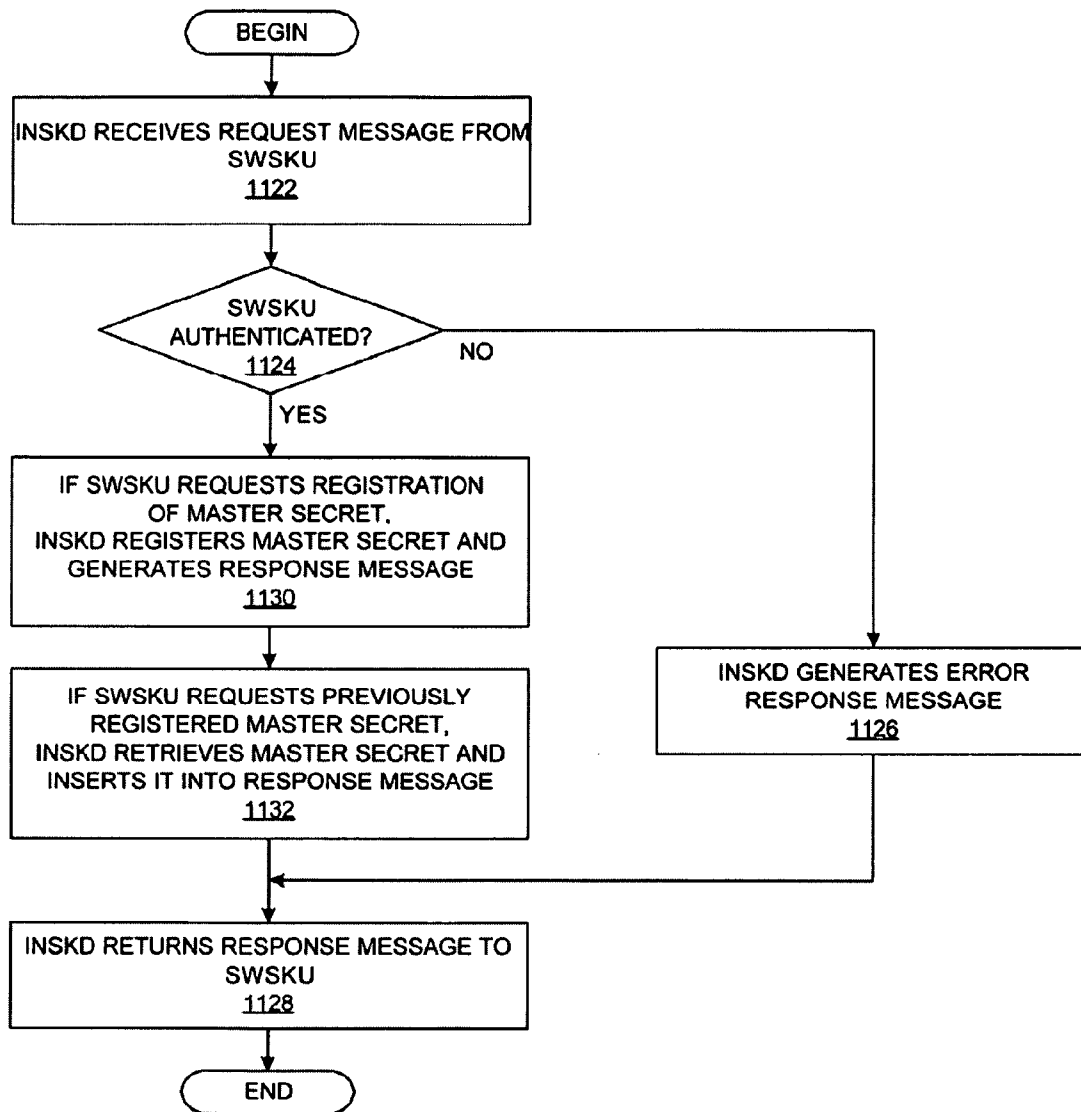 BEGIN
INSKD RECEIVES REQUEST MESSAGE FROM
SWSKU
1122
SWSKU
AUTHENTICATED?
1124
NO
YES
IF SWSKU REQUESTS REGISTRATION
OF MASTER SECRET,
INSKD REGISTERS MASTER SECRET AND
GENERATES RESPONSE MESSAGE
1130
IF SWSKU REQUESTS PREVIOUSLY
REGISTERED MASTER SECRET,
INSKD RETRIEVES MASTER SECRET AND
INSERTS IT INTO RESPONSE MESSAGE
1132
INSKD GENERATES ERROR
RESPONSE MESSAGE
1126
INSKD RETURNS RESPONSE MESSAGE TO
SWSKU
1128
END